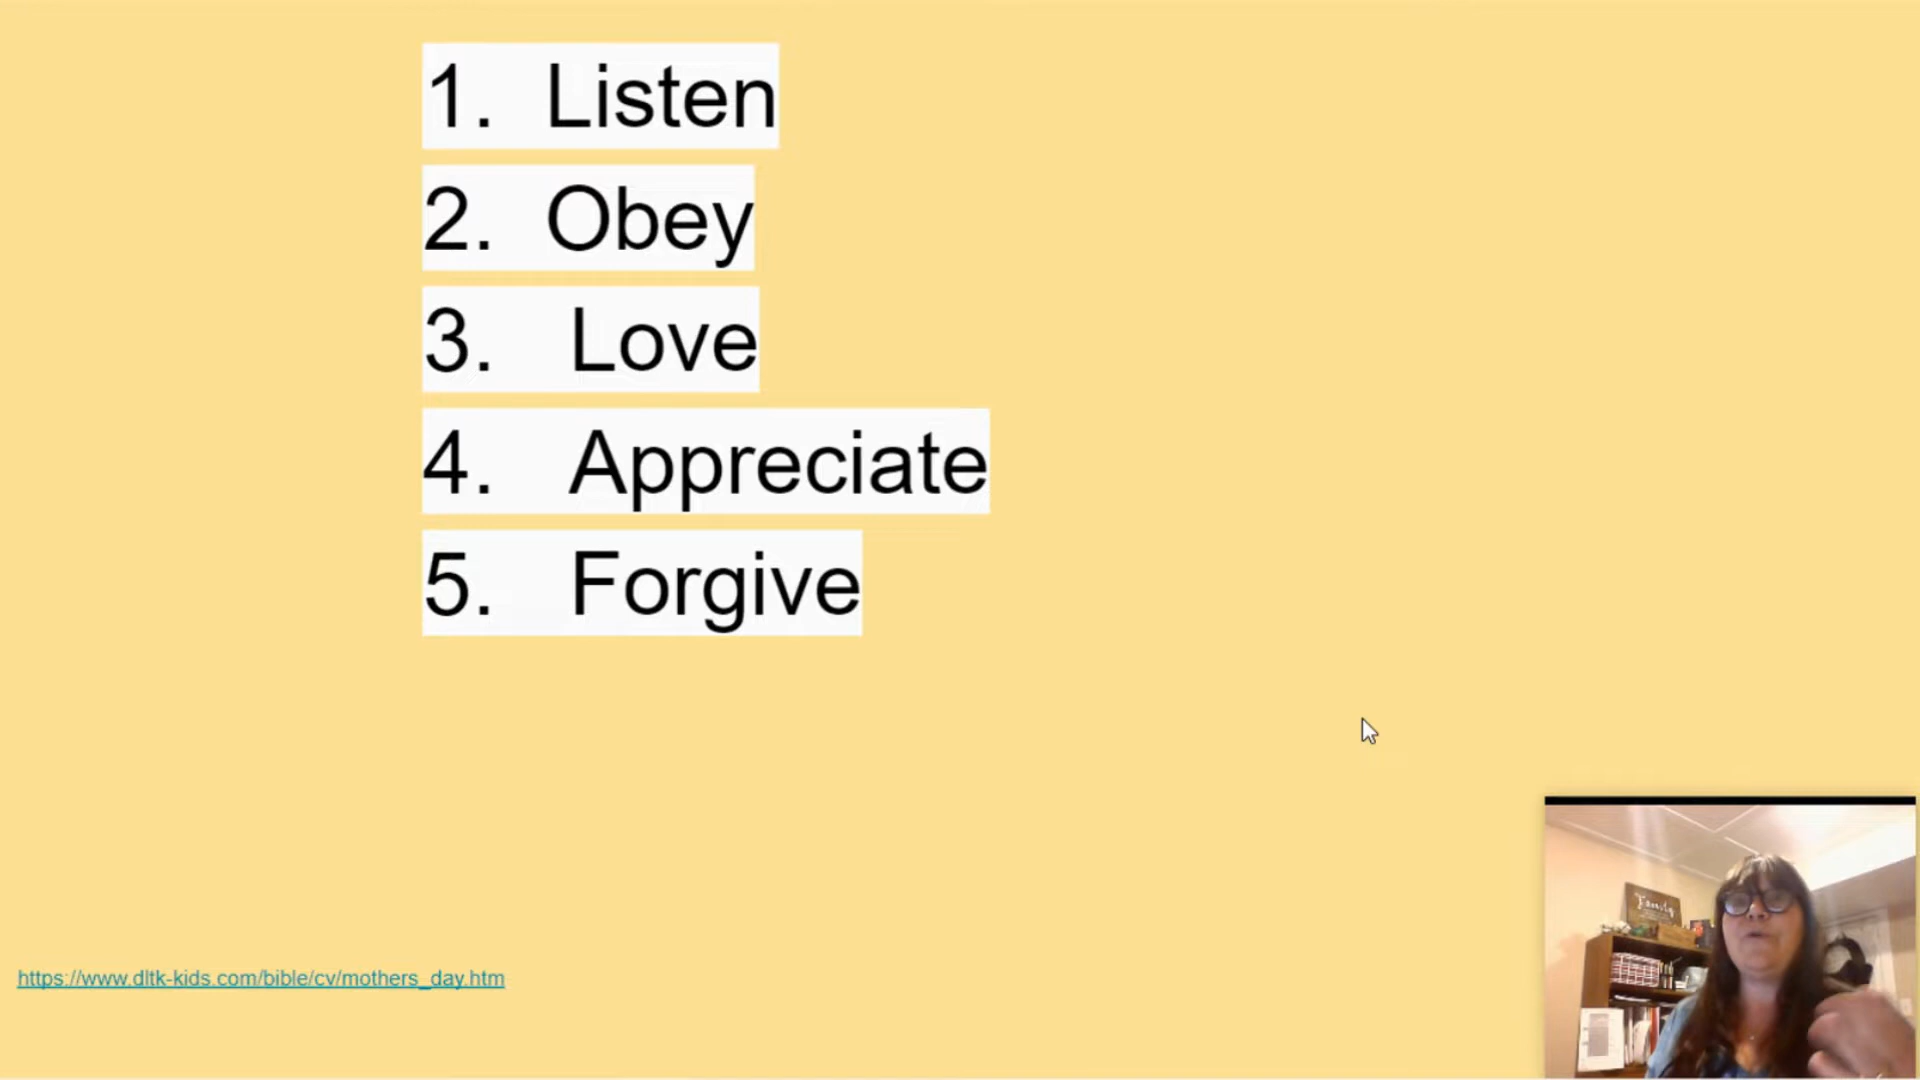 1. Listen
2. Obey
3. Love
4. Appreciate
5. Forgive
https://www.dltk-kids.com/bible/cv/mothers_day.htm
Family